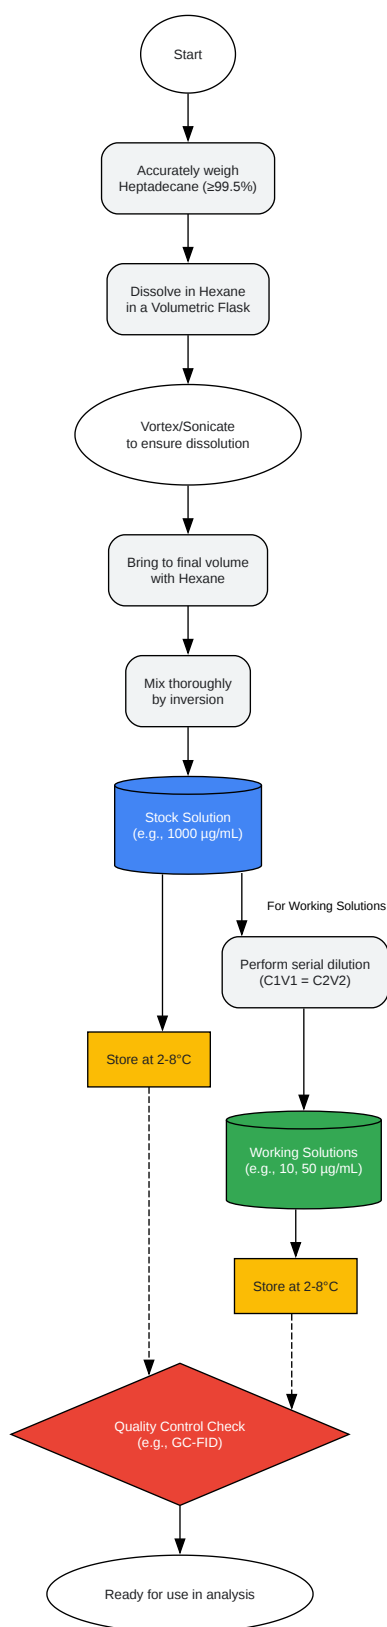 Start
Accurately weigh
Heptadecane (≥99.5%)
Dissolve in Hexane
in a Volumetric Flask
Vortex/Sonicate
to ensure dissolution
Bring to final volume
with Hexane
Mix thoroughly
by inversion
Stock Solution
(e.g., 1000 µg/mL)
For Working Solutions
Perform serial dilution
(C1V1 = C2V2)
Store at 2-8°C
Working Solutions
(e.g., 10, 50 µg/mL)
Store at 2-8°C
Quality Control Check
(e.g., GC-FID)
Ready for use in analysis